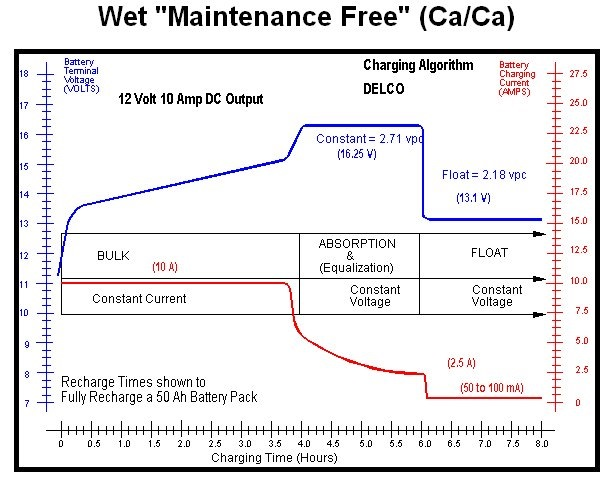 Wet "Maintenance Free" (Ca/Ca)
Battery
Terminal
Voltage
(VOLTS)
Charging Algorithm
DELCO
Battery
Charging
Current
(AMPS)
12 Volt 10 Amp DC Output
18
17
16
15
14
13
12
11
10
9
8
7
27.5
25.0
22.5
20.0
17.5
15.0
12.5
10.0
7.5
5.0
2.5
0
Constant = 2.71 vpc
(16.25 V)
Float = 2.18 vpc
(13.1 V)
BULK
(10 A)
Constant Current
ABSORPTION
&
(Equalization)
Constant
Voltage
FLOAT
Constant
Voltage
(2.5 A)
(50 to 100 mA)
Recharge Times shown to
Fully Recharge a 50 Ah Battery Pack
0 0.5 1.0 1.5 2.0 2.5 3.0 3.5 4.0 4.5 5.0 5.5 6.0 6.5 7.0 7.5 8.0
Charging Time (Hours)